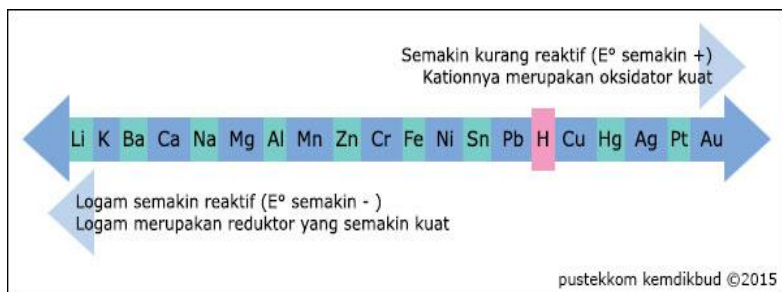 Semakin kurang reaktif (E° semakin +)
Kationnya merupakan oksidator kuat
Li K Ba Ca Na Mg Al Mn Zn Cr Fe Ni Sn Pb H Cu Hg Ag Pt Au
Logam semakin reaktif (E° semakin - )
Logam merupakan reduktor yang semakin kuat
pustekkom kemdikbud ©2015